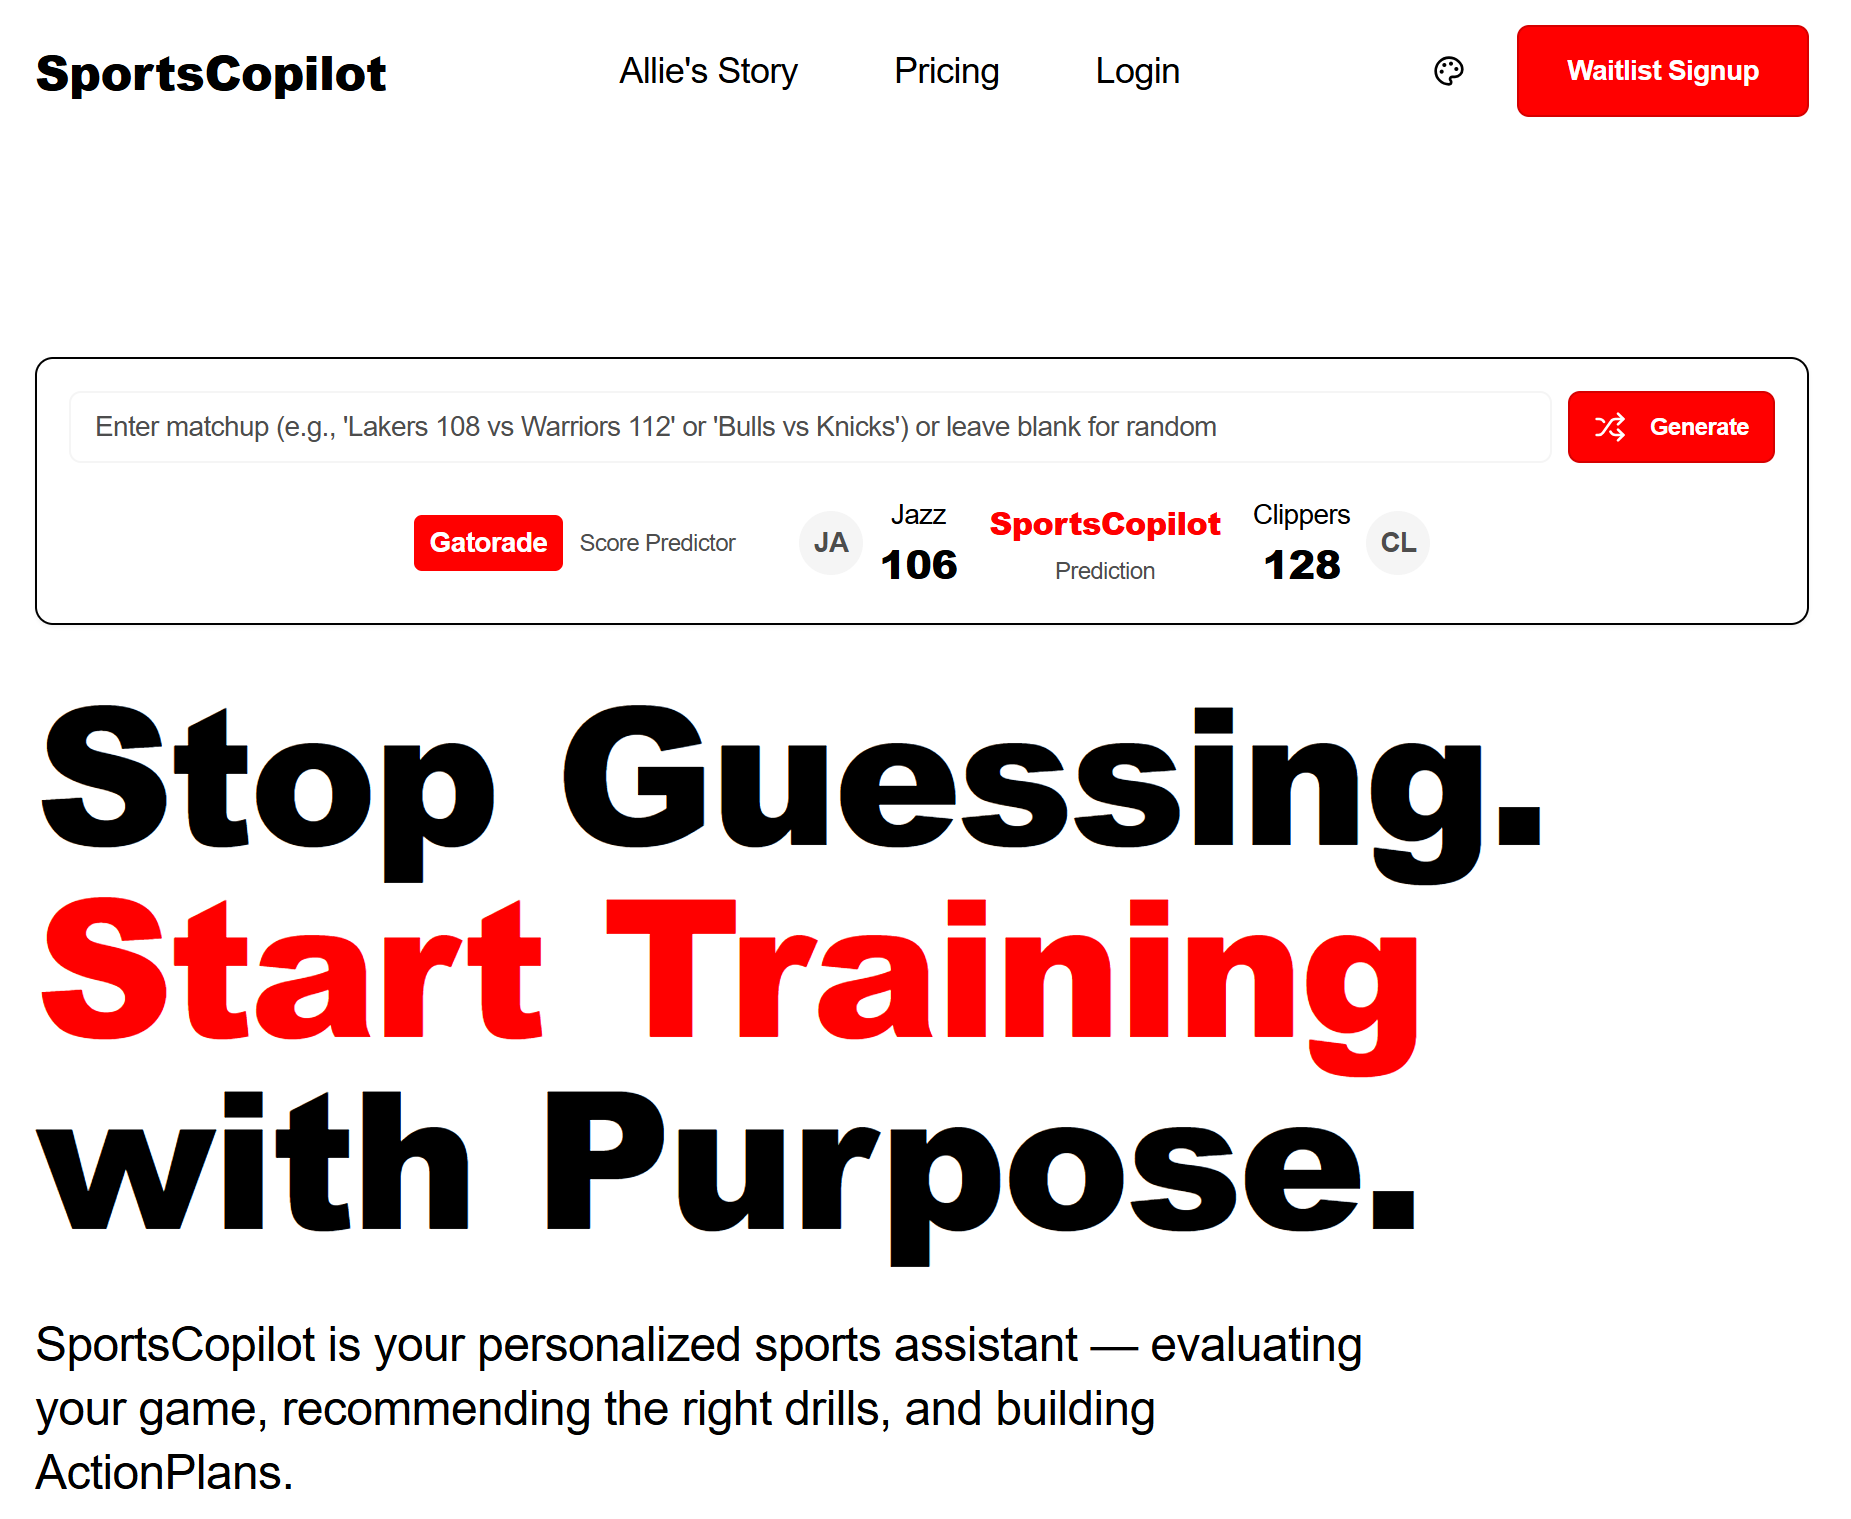 SportsCopilot
Allie's Story
Pricing
Login
Waitlist Signup
Enter matchup (e.g., 'Lakers 108 vs Warriors 112' or 'Bulls vs Knicks') or leave blank for random
Generate
Gatorade
Score Predictor
JA
Jazz
106
SportsCopilot
Prediction
Clippers
128
CL
Stop Guessing.
Start Training
with Purpose.
SportsCopilot is your personalized sports assistant — evaluating
your game, recommending the right drills, and building
ActionPlans.